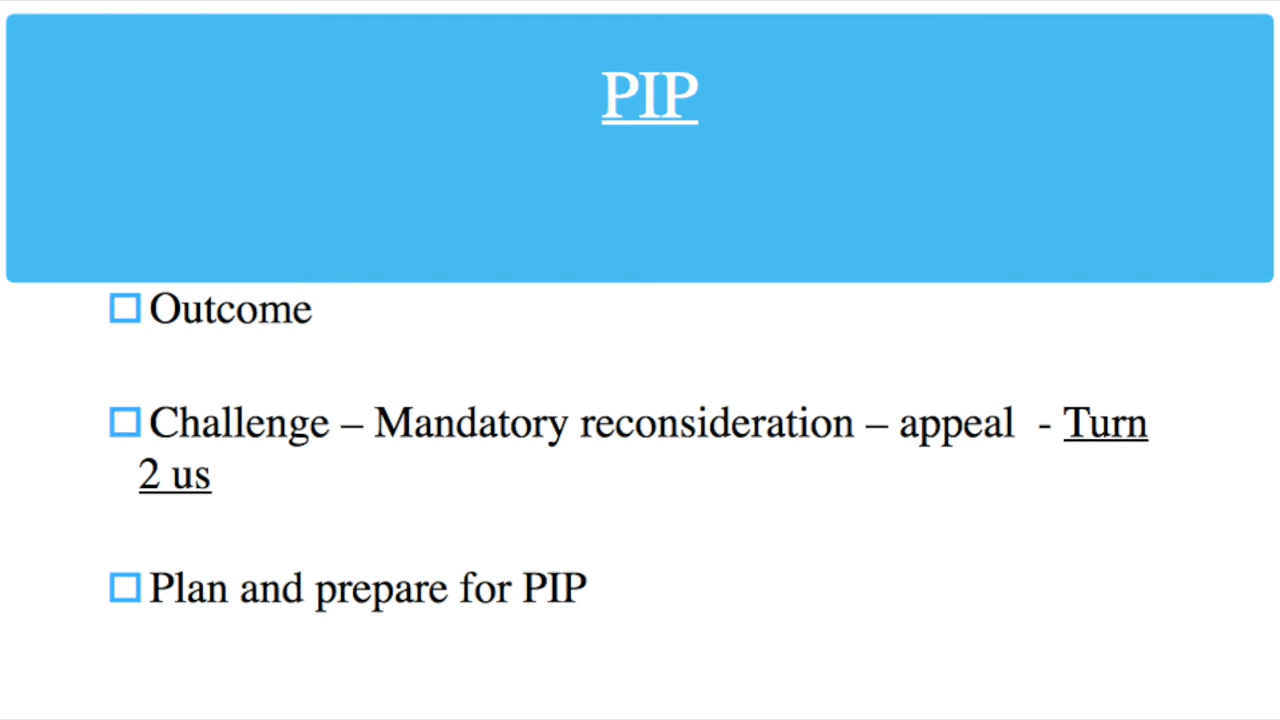 PIP
Outcome
Challenge – Mandatory reconsideration – appeal  - Turn
2 us
Plan and prepare for PIP